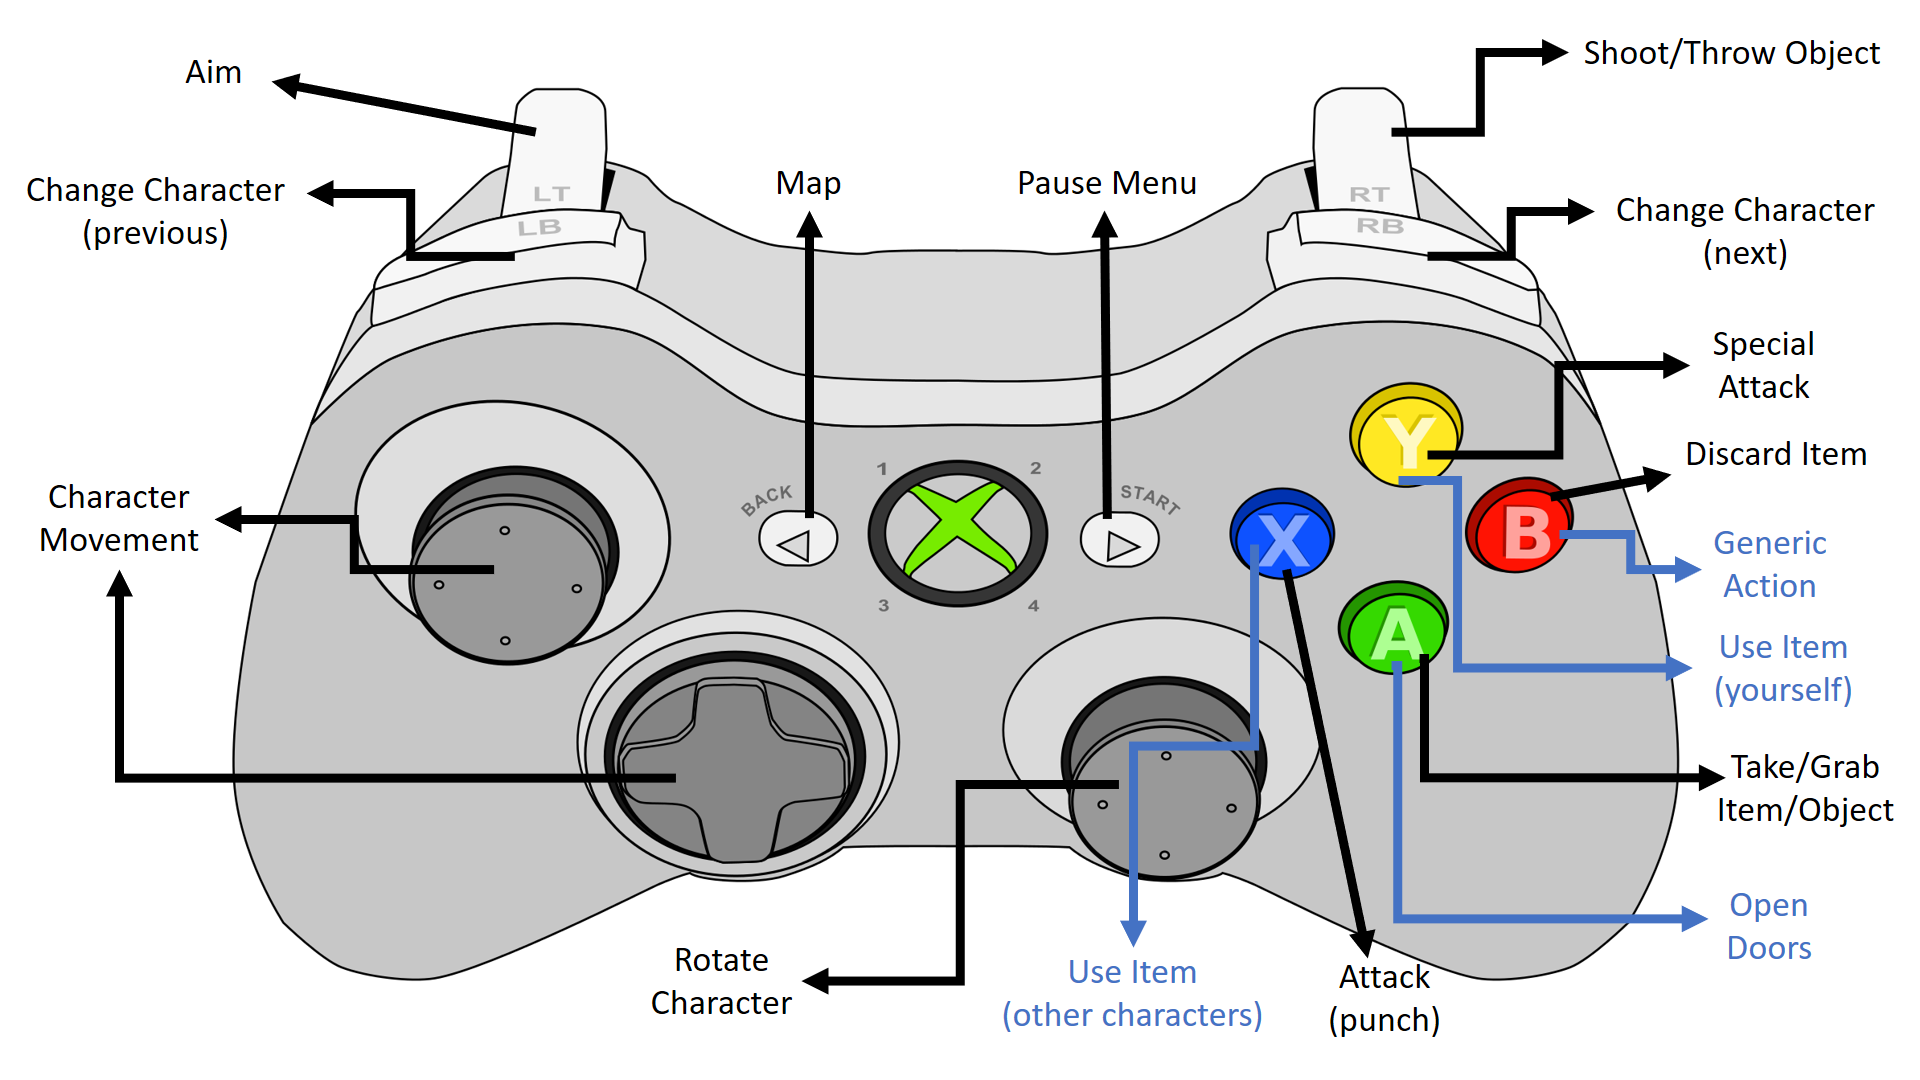 Aim
Shoot/Throw Object
Change Character
(previous)
Map
Pause Menu
Change Character
(next)
LT
LB
RT
RB
Special
Attack
Discard Item
Character
Movement
BACK
1
2
3
4
START
Y
X
B
A
Generic
Action
Use Item
(yourself)
Take/Grab
Item/Object
Open
Doors
Rotate
Character
Use Item
(other characters)
Attack
(punch)